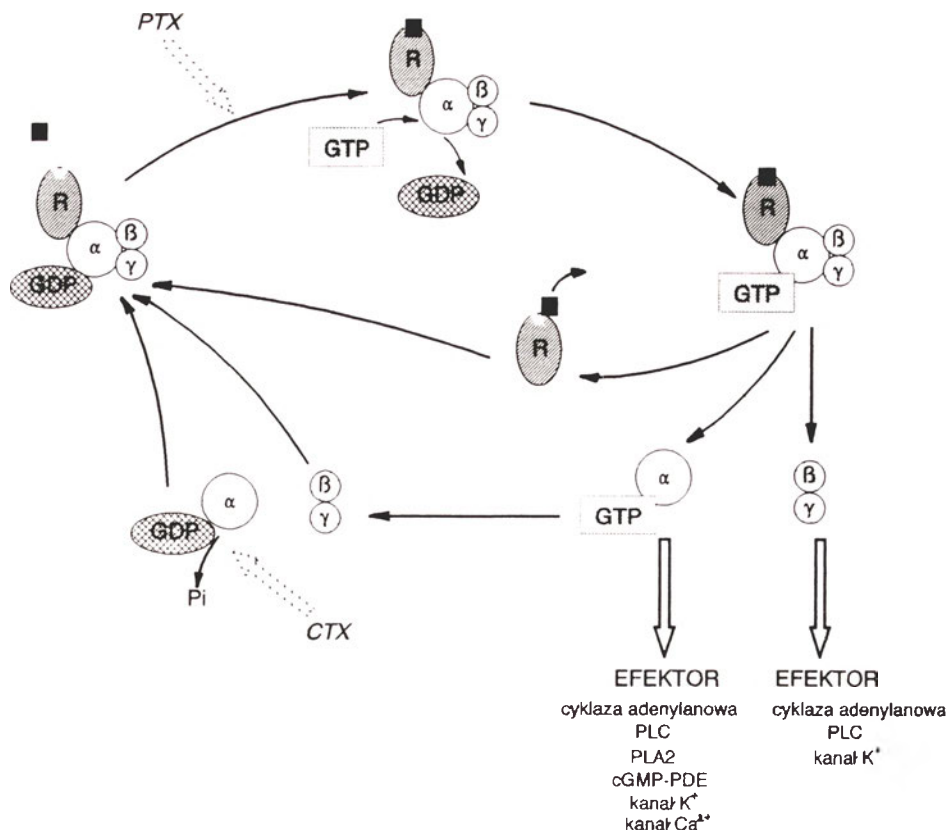 PTX
R
α
β
γ
GTP
GDP
R
α
β
γ
GDP
R
α
β
γ
GTP
R
α
GTP
β
γ
α
GDP
β
γ
Pi
CTX
EFEKTOR
cyklaza adenylanowa
PLC
PLA2
cGMP-PDE
kanał K⁺
kanał Ca²⁺
EFEKTOR
cyklaza adenylanowa
PLC
kanał K⁺